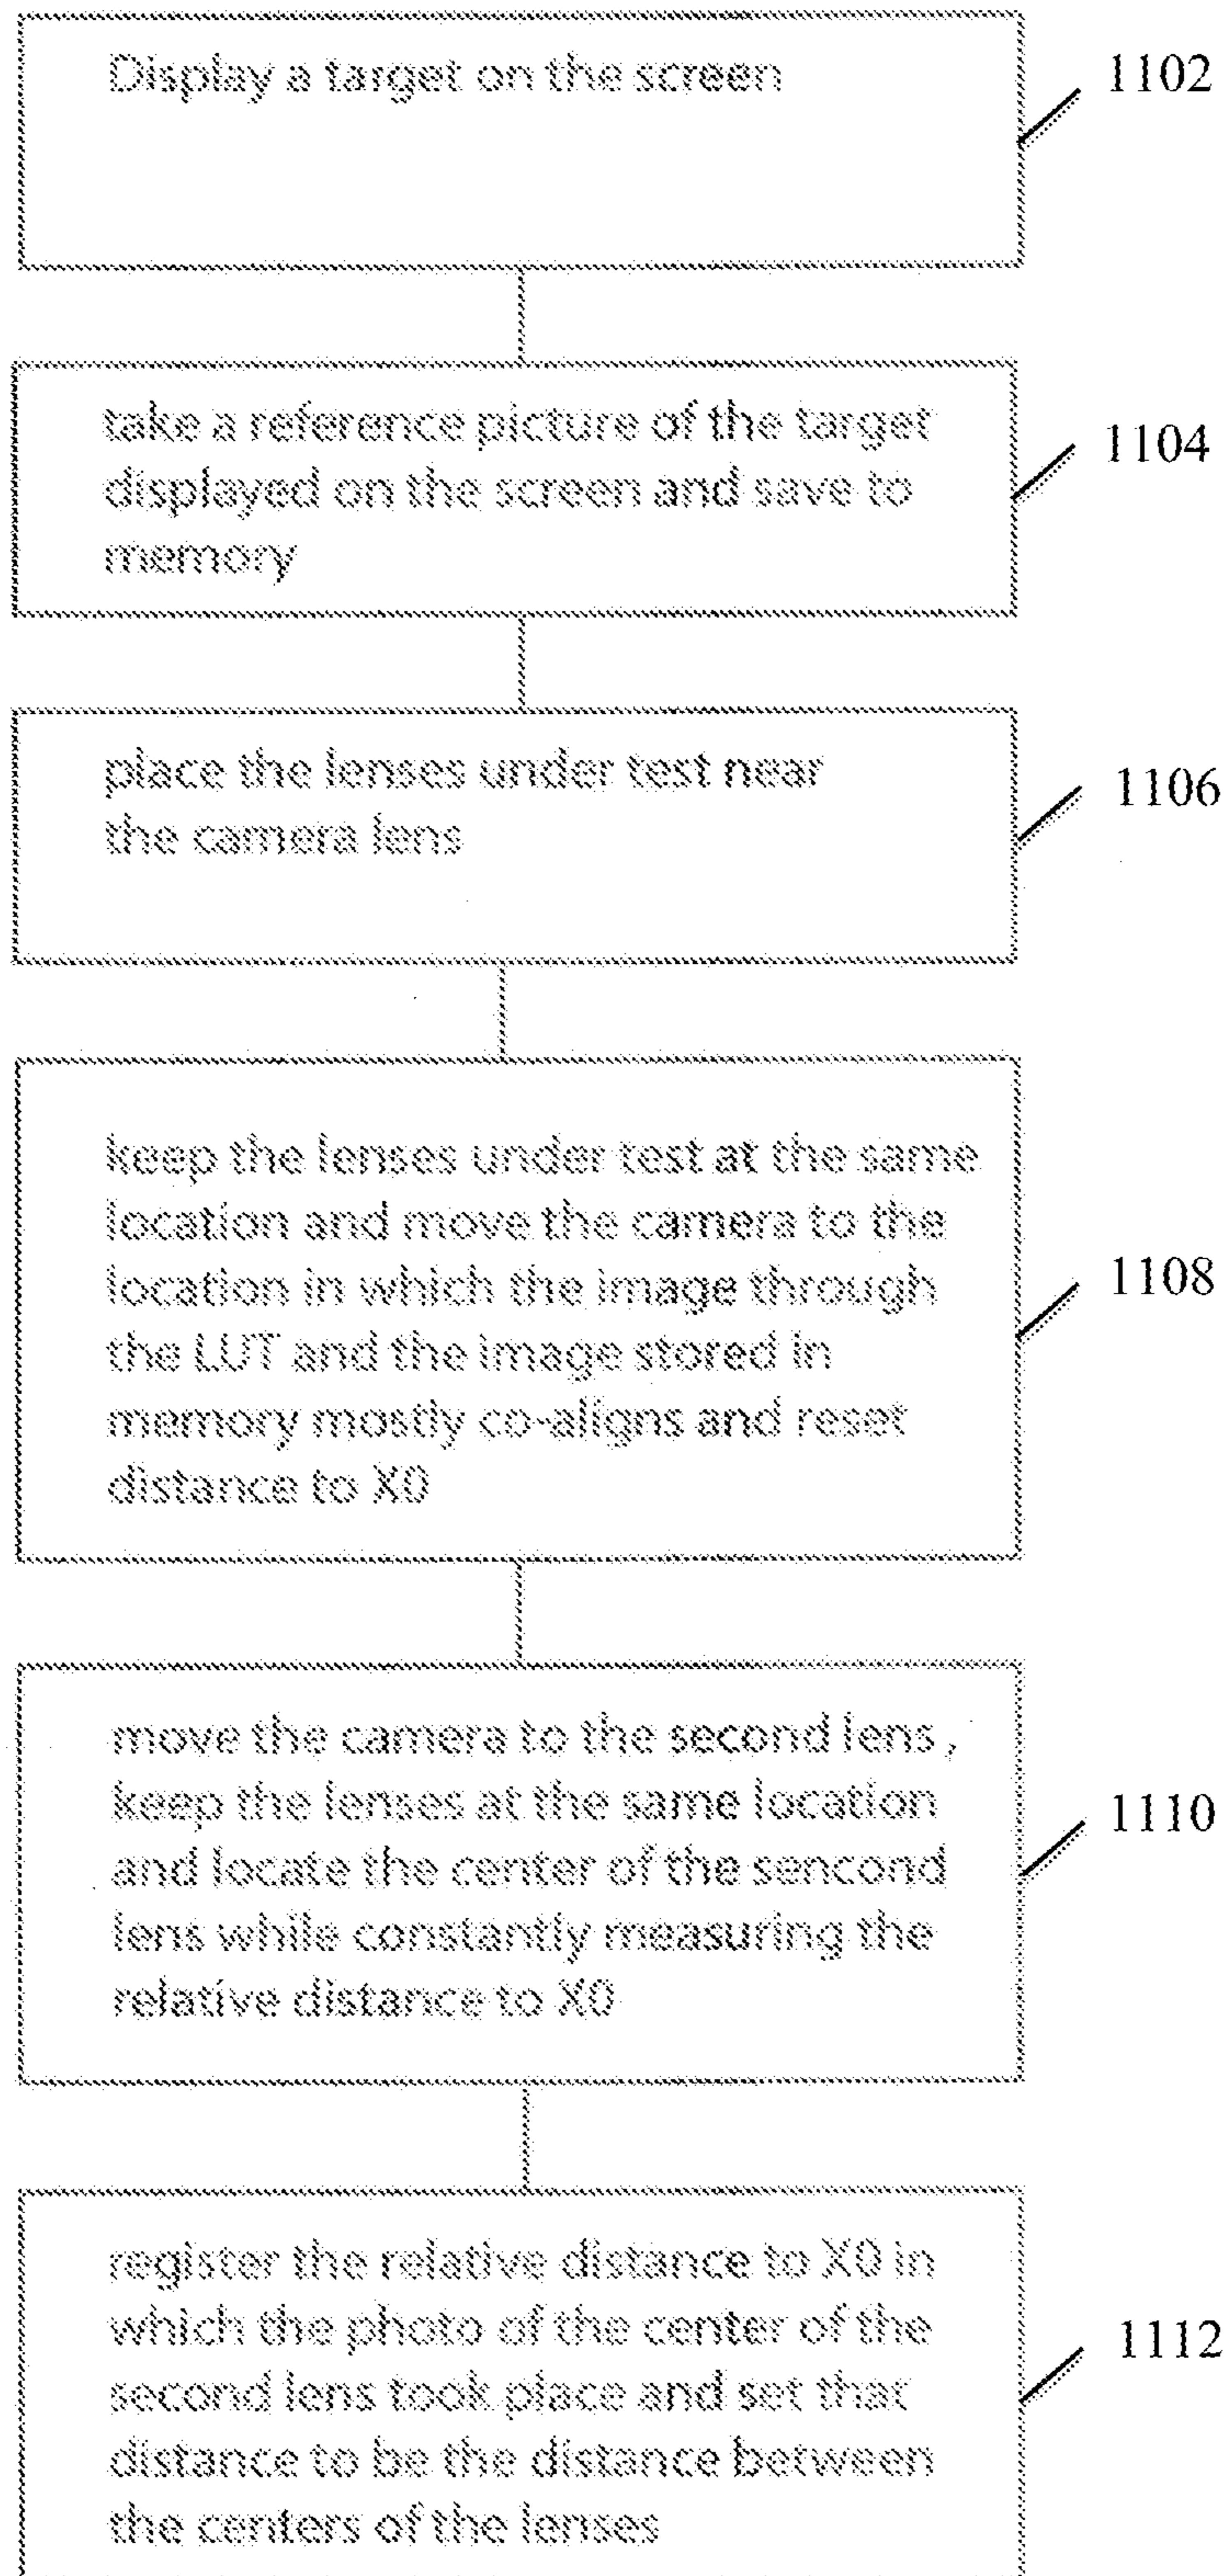 Display a target on the screen
1102
take a reference picture of the target
displayed on the screen and save to
memory
1104
place the lenses under test near
the camera lens
1106
keep the lenses under test at the same
location and move the camera to the
location in which the image through
the LUT and the image stored in
memory mostly co-aligns and reset
distance to X0
1108
move the camera to the second lens ,
keep the lenses at the same location
and locate the center of the sencond
lens while constantly measuring the
relative distance to X0
1110
register the relative distance to X0 in
which the photo of the center of the
second lens took place and set that
distance to be the distance between
the centers of the lenses
1112